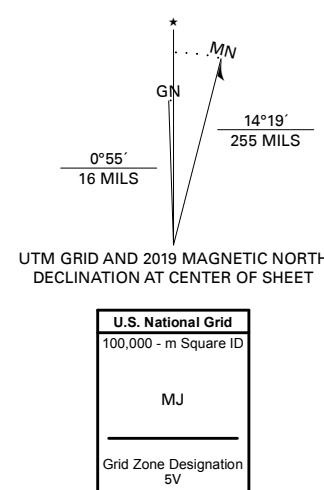 ★
MN
GN
14°19´
255 MILS
0°55´
16 MILS
UTM GRID AND 2019 MAGNETIC NORTH
DECLINATION AT CENTER OF SHEET
U.S. National Grid
100,000 - m Square ID
MJ
Grid Zone Designation
5V